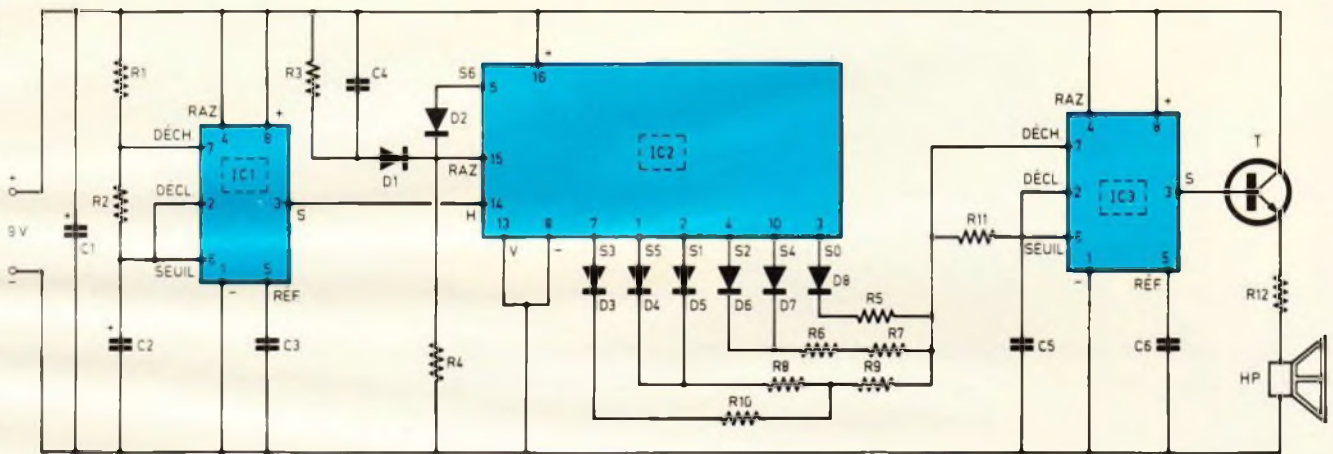 +
9 V
−
C1
R1
R2
C2
DÉCH
DÉCL
SEUIL
RAZ
+
4
8
7
2
6
3
S
1
5
−
RÉF
IC1
C3
R3
C4
D1
D2
R4
S6
5
RAZ
15
H
14
+
16
IC2
13
8
V
−
7
1
2
4
10
3
S3
S5
S1
S2
S4
S0
D3
D4
D5
D6
D7
D8
R5
R6
R7
R8
R9
R10
R11
C5
RAZ
+
4
8
DÉCH
7
DÉCL
2
6
SEUIL
3
S
IC3
1
5
−
RÉF
C6
T
R12
HP